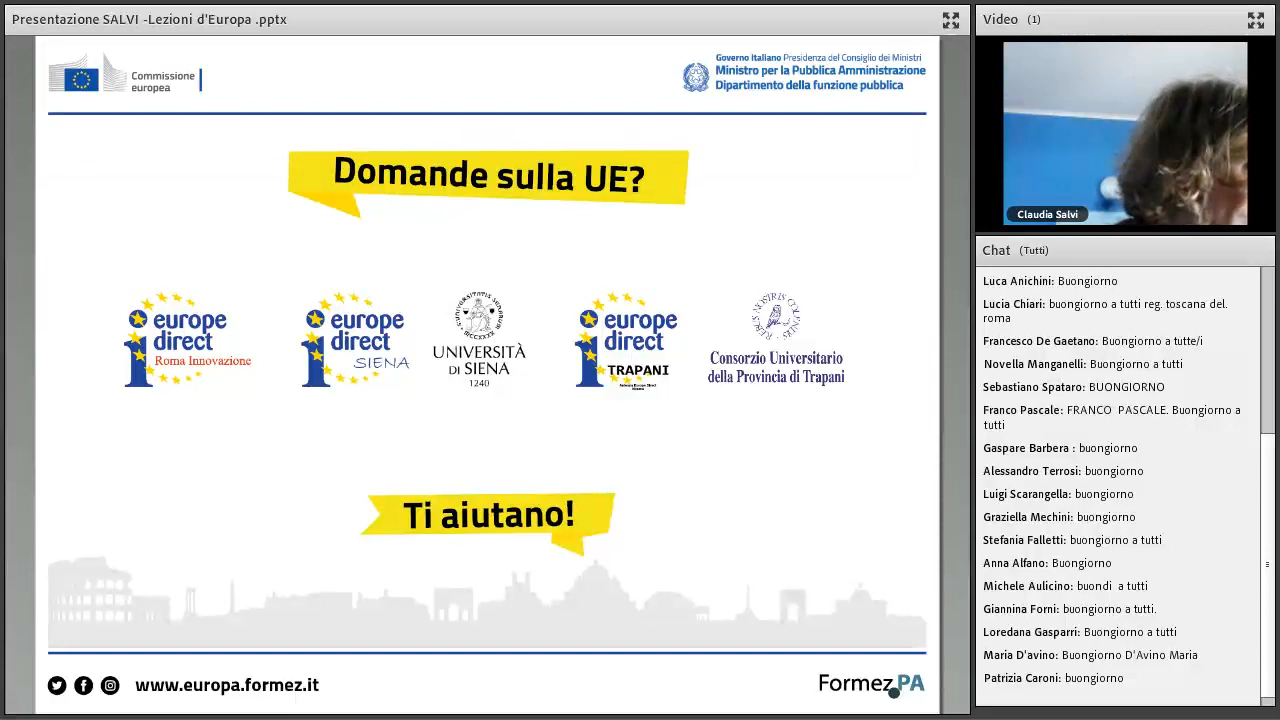 Presentazione SALVI -Lezioni d'Europa .pptx
Commissione
europea
Governo Italiano Presidenza del Consiglio dei Ministri
Ministro per la Pubblica Amministrazione
Dipartimento della funzione pubblica
Domande sulla UE?
europe
direct
Roma Innovazione
europe
direct
SIENA
UNIVERSITÀ
DI SIENA
1240
europe
direct
TRAPANI
Consorzio Universitario
della Provincia di Trapani
Ti aiutano!
www.europa.formez.it
Formez PA
Video (1)
Claudia Salvi
Chat (Tutti)
Luca Anichini: Buongiorno
Lucia Chiari: buongiorno a tutti reg. toscana del.
roma
Francesco De Gaetano: Buongiorno a tutte/i
Novella Manganelli: Buongiorno a tutti
Sebastiano Spataro: BUONGIORNO
Franco Pascale: FRANCO PASCALE. Buongiorno a
tutti
Gaspare Barbera : buongiorno
Alessandro Terrosi: buongiorno
Luigi Scarangella: buongiorno
Graziella Mechini: buongiorno
Stefania Falletti: buongiorno a tutti
Anna Alfano: Buongiorno
Michele Aulicino: buondi a tutti
Giannina Forni: buongiorno a tutti.
Loredana Gasparri: Buongiorno a tutti
Maria D'avino: Buongiorno D'Avino Maria
Patrizia Caroni: buongiorno